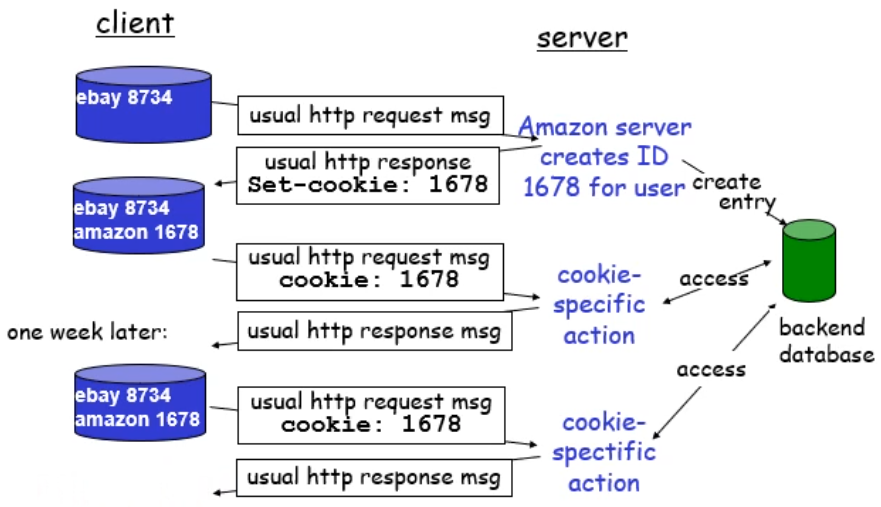 client
server
ebay 8734
usual http request msg
Amazon server
creates ID
1678 for user
usual http response
Set-cookie: 1678
create
entry
ebay 8734
amazon 1678
usual http request msg
cookie: 1678
cookie-
specific
action
access
backend
database
usual http response msg
one week later:
access
ebay 8734
amazon 1678
usual http request msg
cookie: 1678
cookie-
spectific
action
usual http response msg